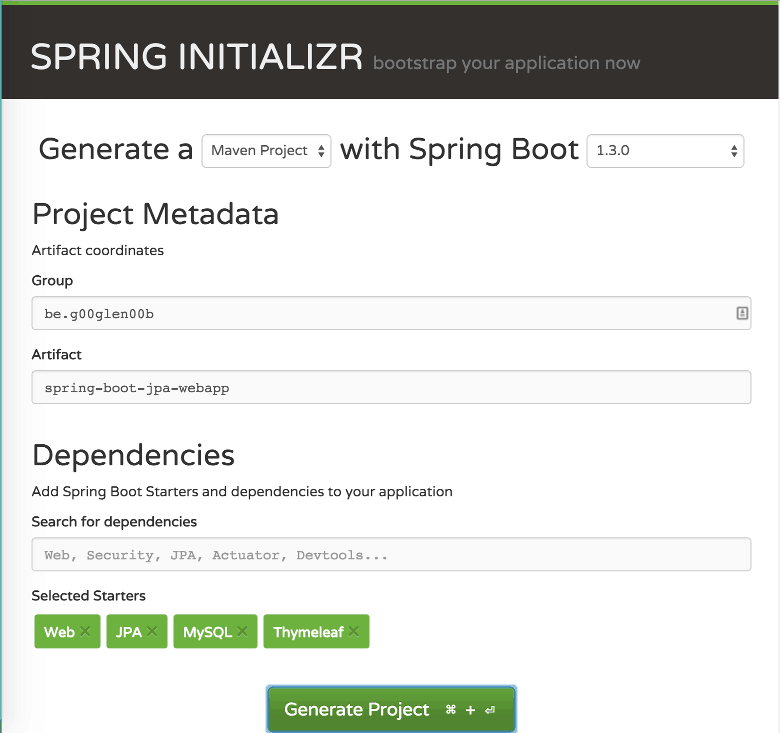 SPRING INITIALIZR bootstrap your application now
Generate a Maven Project with Spring Boot 1.3.0
Project Metadata
Artifact coordinates
Group
be.g00glen00b
Artifact
spring-boot-jpa-webapp
Dependencies
Add Spring Boot Starters and dependencies to your application
Search for dependencies
Web, Security, JPA, Actuator, Devtools...
Selected Starters
Web × JPA × MySQL × Thymeleaf ×
Generate Project ⌘ + ⏎